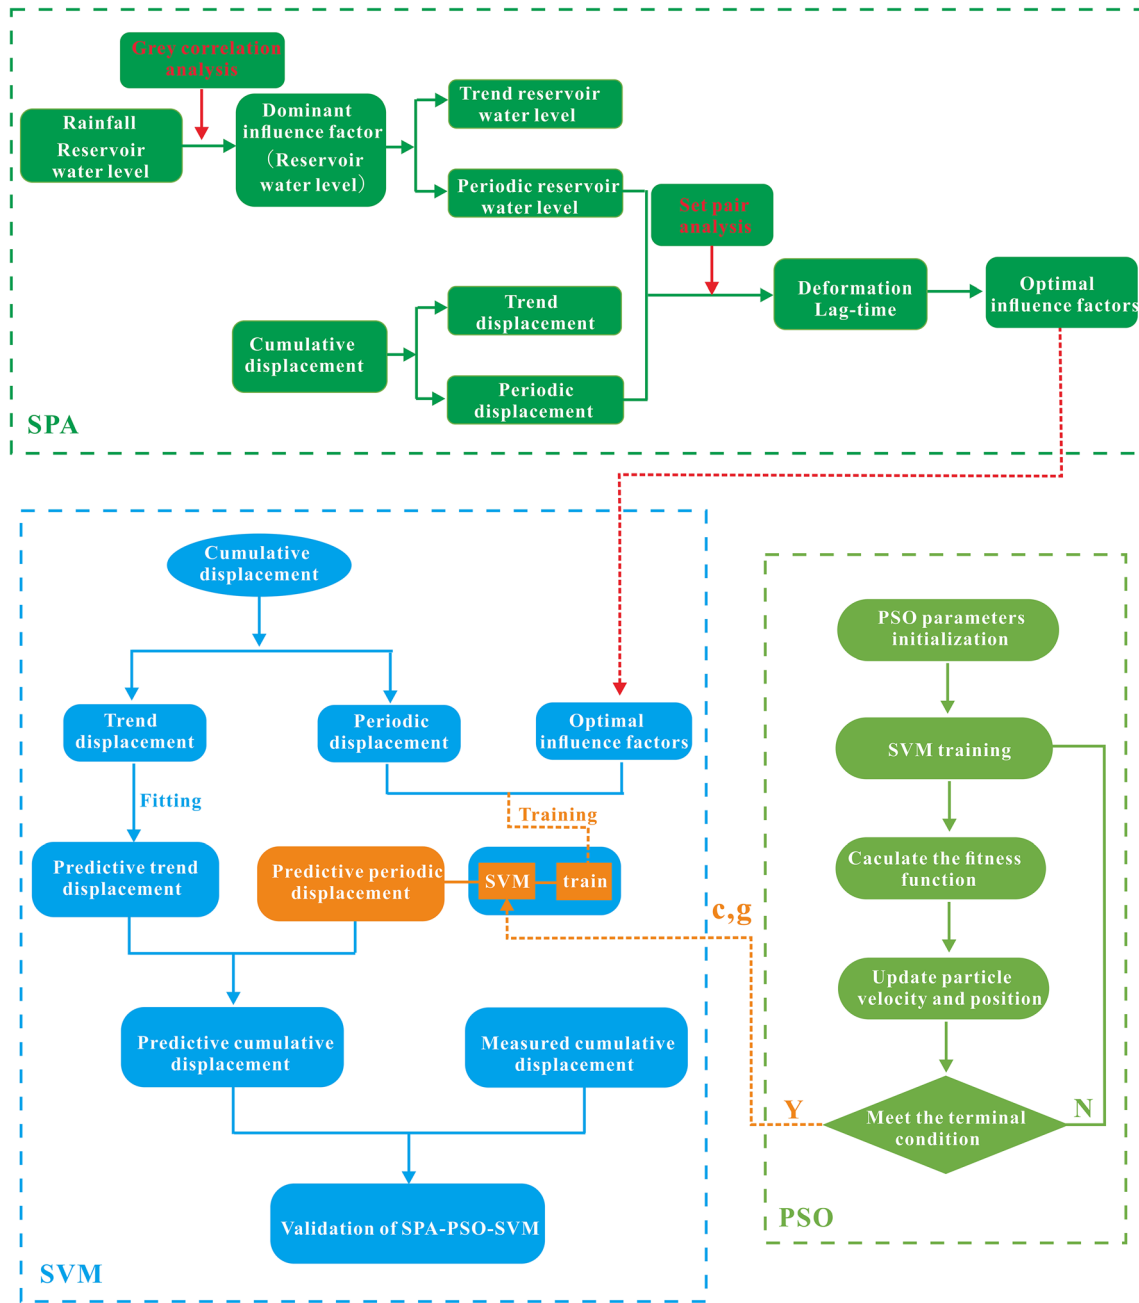 Grey correlation
analysis
Rainfall
Reservoir
water level
Dominant
influence factor
（Reservoir
water level）
Trend reservoir
water level
Periodic reservoir
water level
Set pair
analysis
Trend
displacement
Cumulative
displacement
Periodic
displacement
Deformation
Lag-time
Optimal
influence factors
SPA
Cumulative
displacement
Trend
displacement
Periodic
displacement
Optimal
influence factors
Fitting
Training
Predictive trend
displacement
Predictive periodic
displacement
SVM
train
c,g
Predictive cumulative
displacement
Measured cumulative
displacement
Validation of SPA-PSO-SVM
SVM
PSO parameters
initialization
SVM training
Caculate the fitness
function
Update particle
velocity and position
Meet the terminal
condition
Y
N
PSO